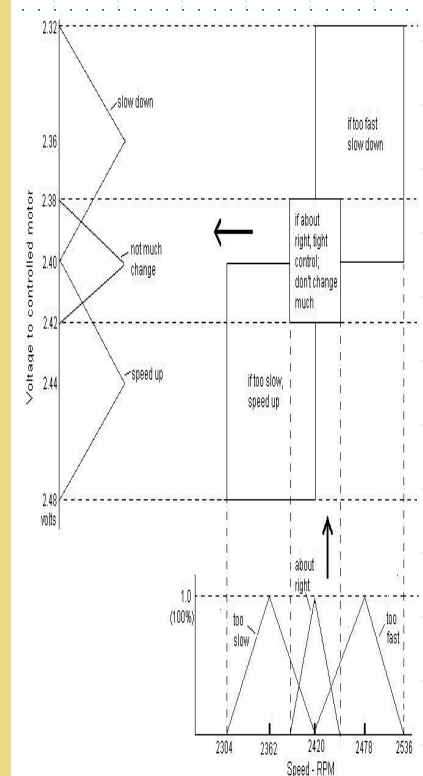 2.32
slow down
if too fast
slow down
2.36
2.38
if about
right, tight
control;
don't change
much
not much
change
2.40
2.42
Voltage to controlled motor
speed up
if too slow,
speed up
2.44
2.48
volts
about
right
1.0
(100%)
too
slow
too
fast
2304
2362
2420
2478
2536
Speed - RPM